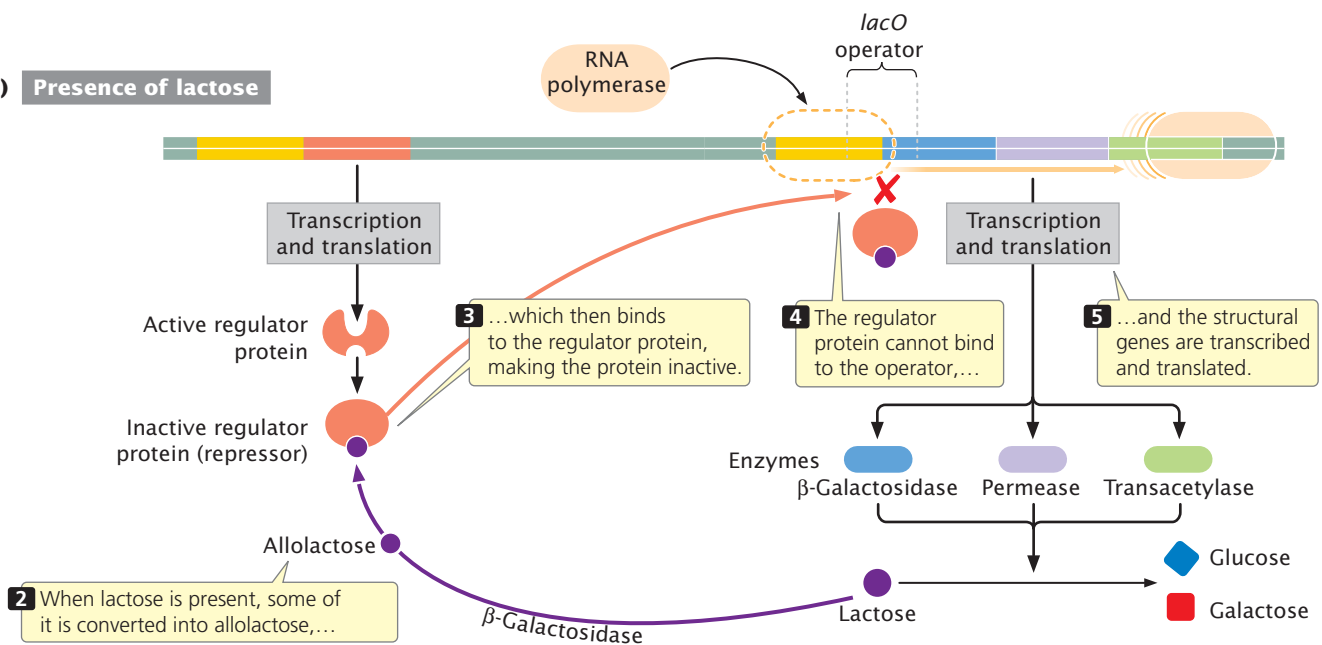 ) Presence of lactose
RNA
polymerase
lacO
operator
Transcription
and translation
Transcription
and translation
Active regulator
protein
3 …which then binds
to the regulator protein,
making the protein inactive.
4 The regulator
protein cannot bind
to the operator,…
5 …and the structural
genes are transcribed
and translated.
Inactive regulator
protein (repressor)
Enzymes
β-Galactosidase
Permease
Transacetylase
Allolactose
2 When lactose is present, some of
it is converted into allolactose,…
β-Galactosidase
Lactose
Glucose
Galactose